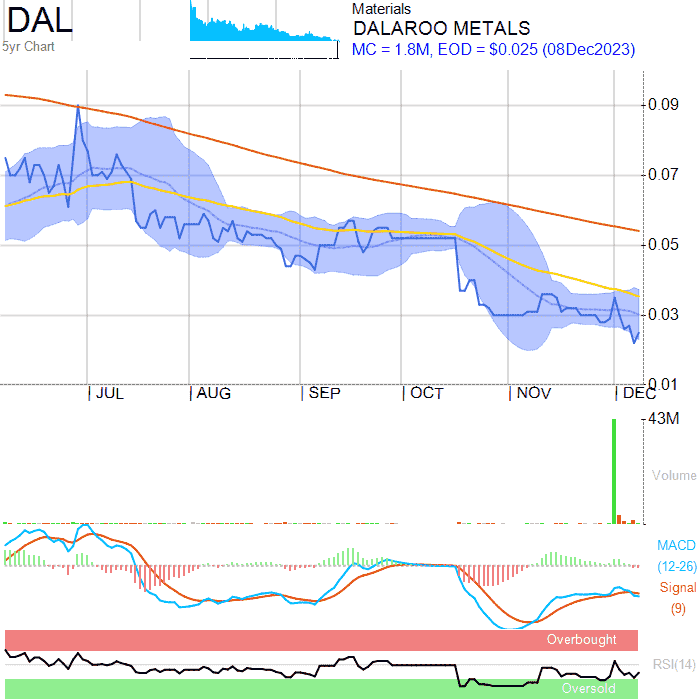 DAL
5yr Chart
Materials
DALAROO METALS
MC = 1.8M, EOD = $0.025 (08Dec2023)
0.09
0.07
0.05
0.03
0.01
JUL AUG SEP OCT NOV DEC
43M
Volume
MACD
(12-26)
Signal
(9)
Overbought
RSI(14)
Oversold